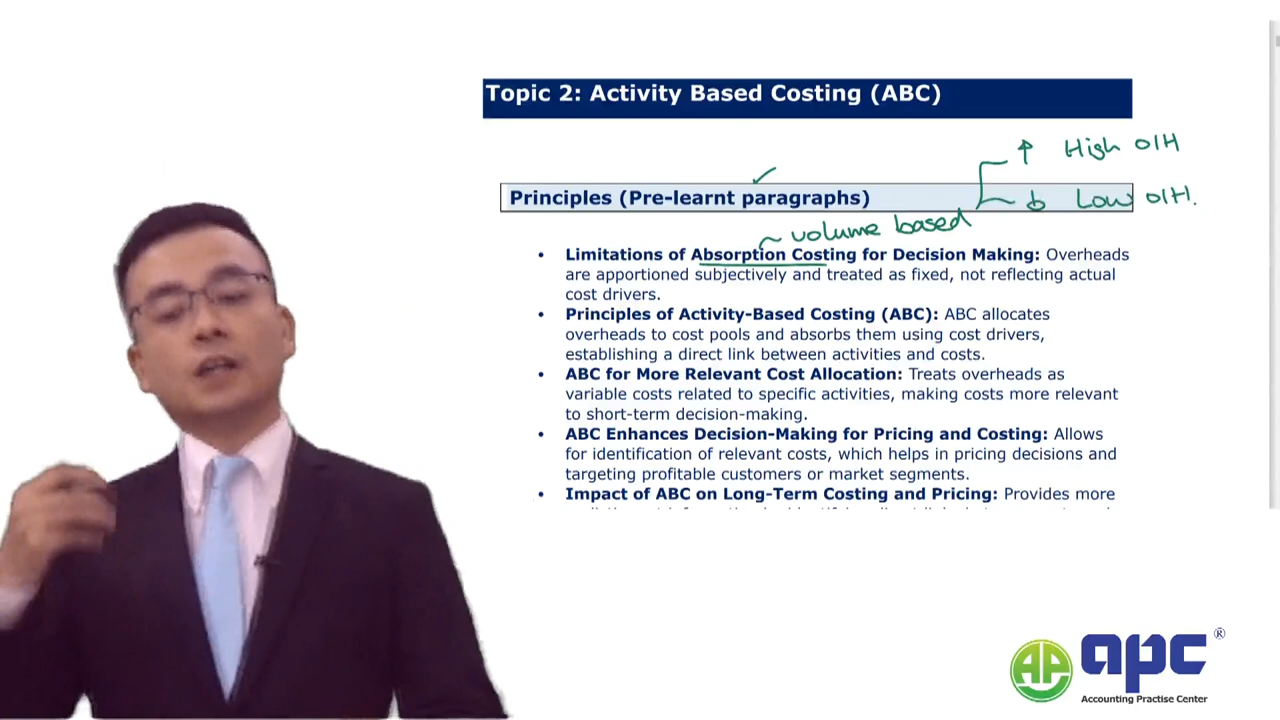 Topic 2: Activity Based Costing (ABC)
High O/H
Principles (Pre-learnt paragraphs)
Low O/H.
~ volume based
• Limitations of Absorption Costing for Decision Making: Overheads
are apportioned subjectively and treated as fixed, not reflecting actual
cost drivers.
• Principles of Activity-Based Costing (ABC): ABC allocates
overheads to cost pools and absorbs them using cost drivers,
establishing a direct link between activities and costs.
• ABC for More Relevant Cost Allocation: Treats overheads as
variable costs related to specific activities, making costs more relevant
to short-term decision-making.
• ABC Enhances Decision-Making for Pricing and Costing: Allows
for identification of relevant costs, which helps in pricing decisions and
targeting profitable customers or market segments.
• Impact of ABC on Long-Term Costing and Pricing: Provides more
AP apc®
Accounting Practise Center